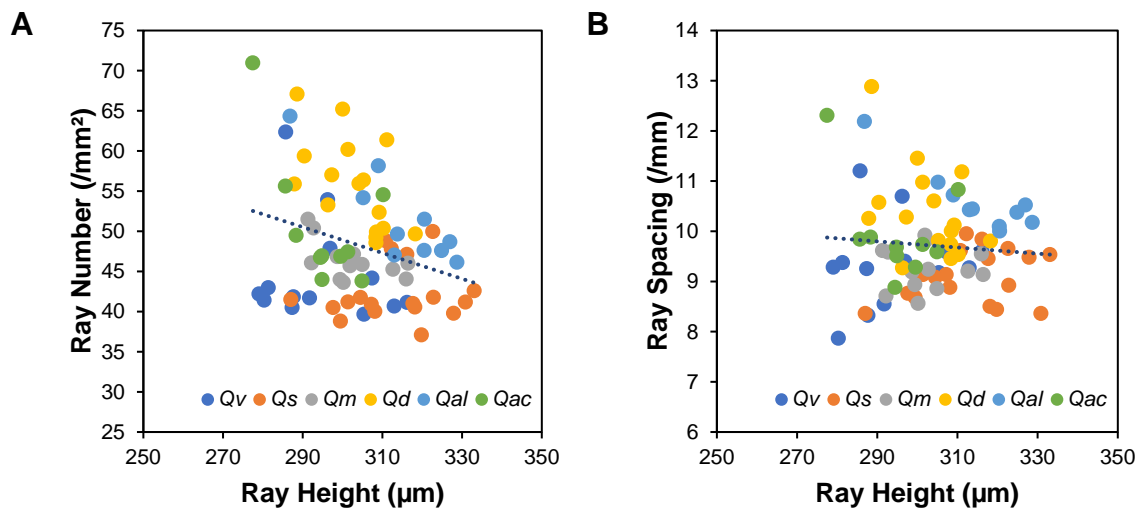 A
Ray Number (/mm²)
75
70
65
60
55
50
45
40
35
30
25
Qv Qs Qm Qd Qal Qac
250 270 290 310 330 350
Ray Height (µm)
B
Ray Spacing (/mm)
14
13
12
11
10
9
8
7
6
Qv Qs Qm Qd Qal Qac
250 270 290 310 330 350
Ray Height (µm)